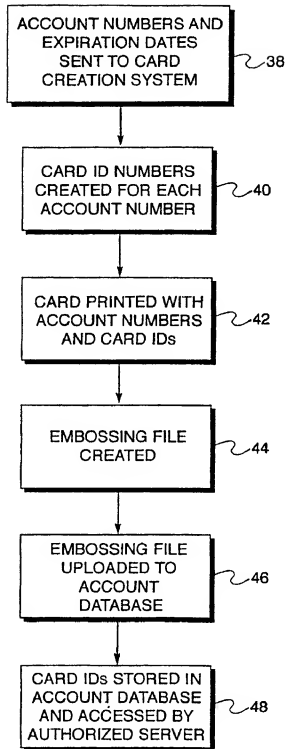 ACCOUNT NUMBERS AND
EXPIRATION DATES
SENT TO CARD
CREATION SYSTEM
38
CARD ID NUMBERS
CREATED FOR EACH
ACCOUNT NUMBER
40
CARD PRINTED WITH
ACCOUNT NUMBERS
AND CARD IDs
42
EMBOSSING FILE
CREATED
44
EMBOSSING FILE
UPLOADED TO
ACCOUNT
DATABASE
46
CARD IDs STORED IN
ACCOUNT DATABASE
AND ACCESSED BY
AUTHORIZED SERVER
48